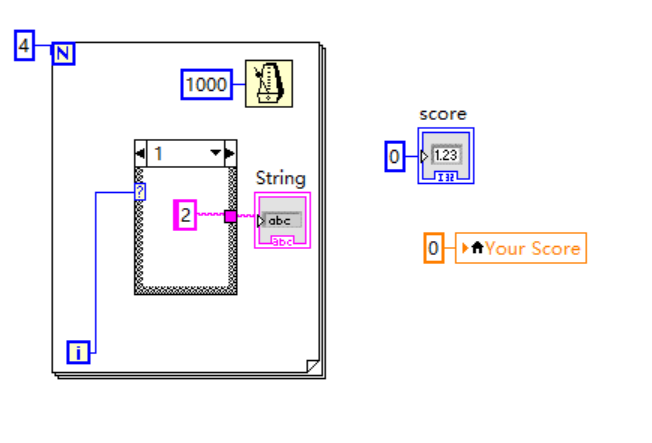 4
N
1000
1
String
?
2
abc
abc
i
score
0
1.23
I32
0
Your Score